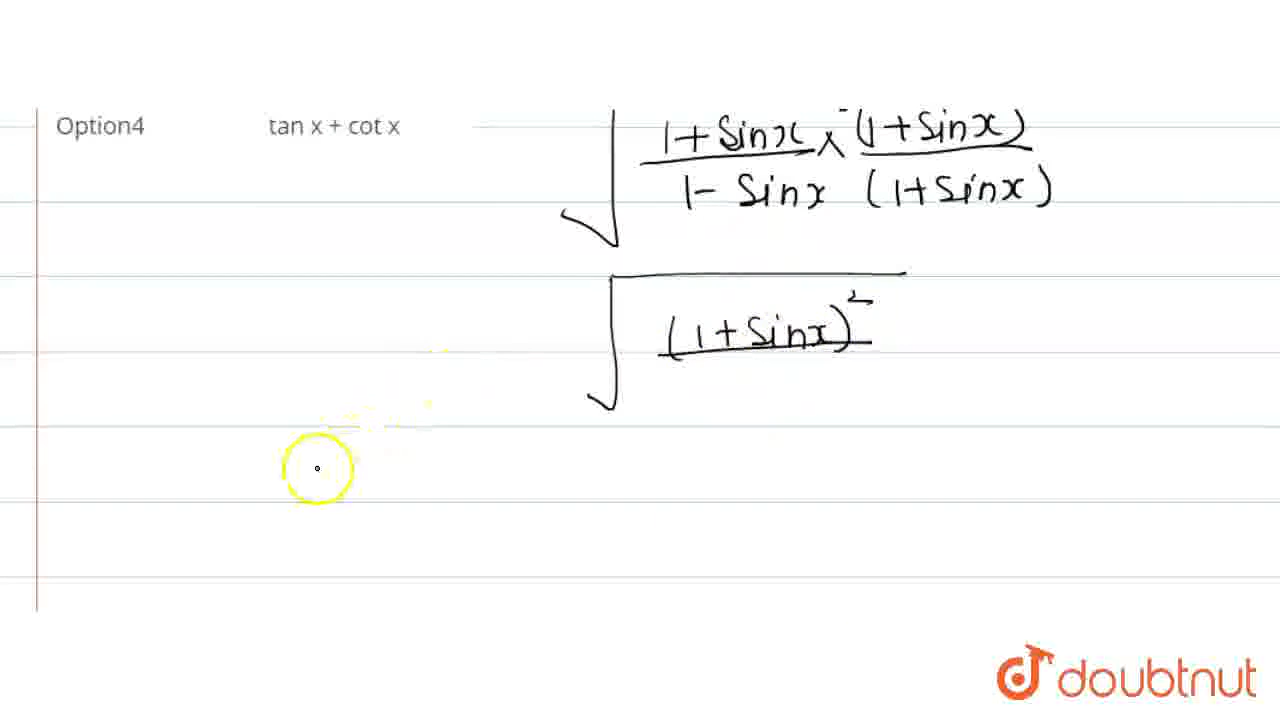 Option4 tan x + cot x
√ 1+ Sinx × (1+Sinx)
1- Sinx (1+Sinx)
√ (1+Sinx)²
doubtnut